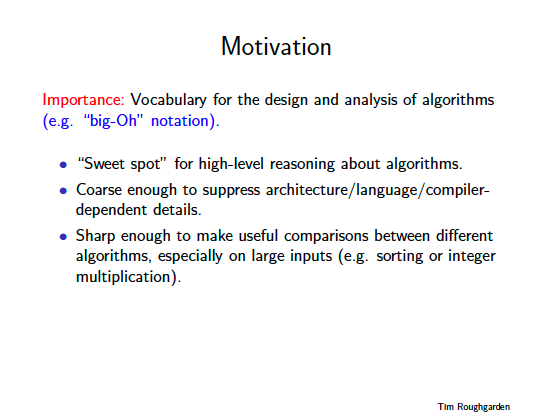 Motivation
Importance: Vocabulary for the design and analysis of algorithms
(e.g. “big-Oh” notation).
• “Sweet spot” for high-level reasoning about algorithms.
• Coarse enough to suppress architecture/language/compiler-
dependent details.
• Sharp enough to make useful comparisons between different
algorithms, especially on large inputs (e.g. sorting or integer
multiplication).
Tim Roughgarden